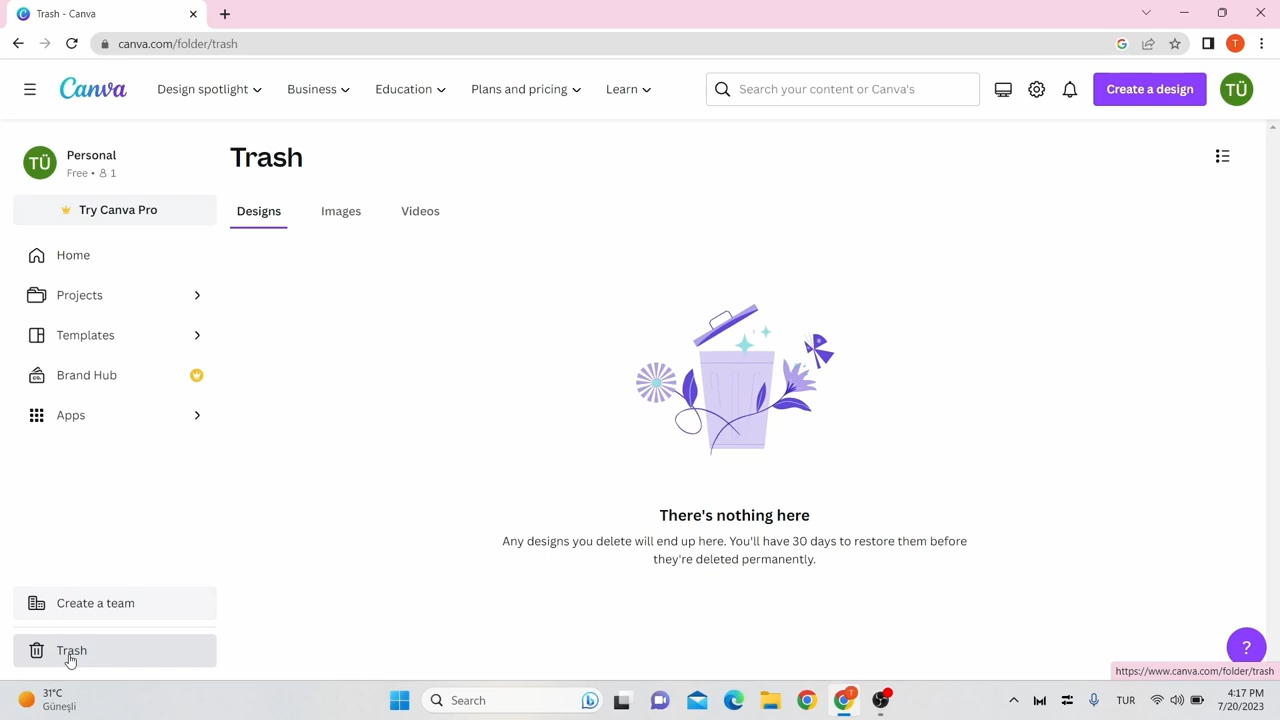 Trash - Canva
canva.com/folder/trash
T
Canva
Design spotlight
Business
Education
Plans and pricing
Learn
Search your content or Canva's
Create a design
TÜ
TÜ
Personal
Free • 1
Try Canva Pro
Home
Projects
Templates
Brand Hub
Apps
Create a team
Trash
Trash
Designs
Images
Videos
There's nothing here
Any designs you delete will end up here. You'll have 30 days to restore them before
they're deleted permanently.
?
https://www.canva.com/folder/trash
31°C
Güneşli
Search
T
TUR
4:17 PM
7/20/2023